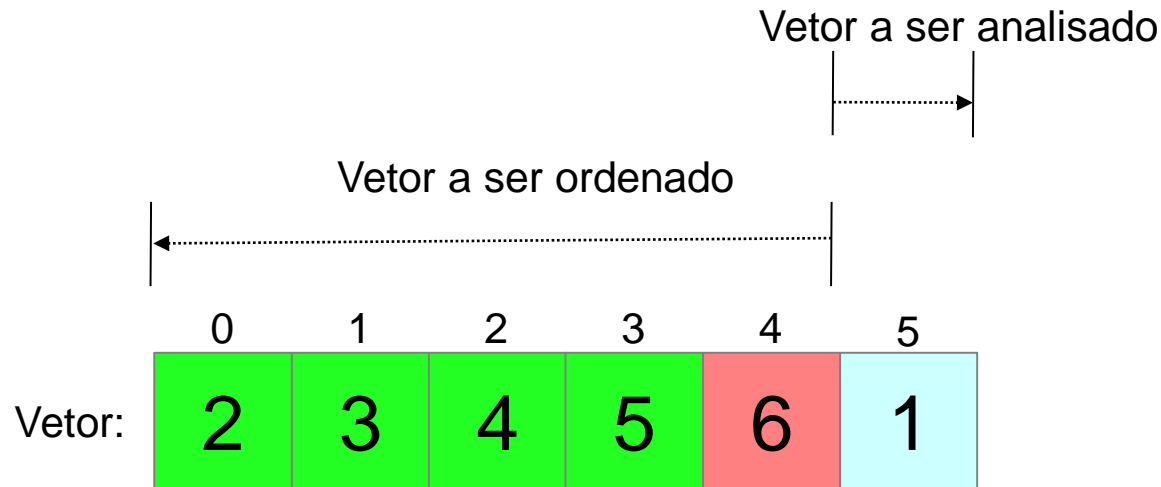 Vetor a ser analisado
Vetor a ser ordenado
0 1 2 3 4 5
Vetor: 2 3 4 5 6 1